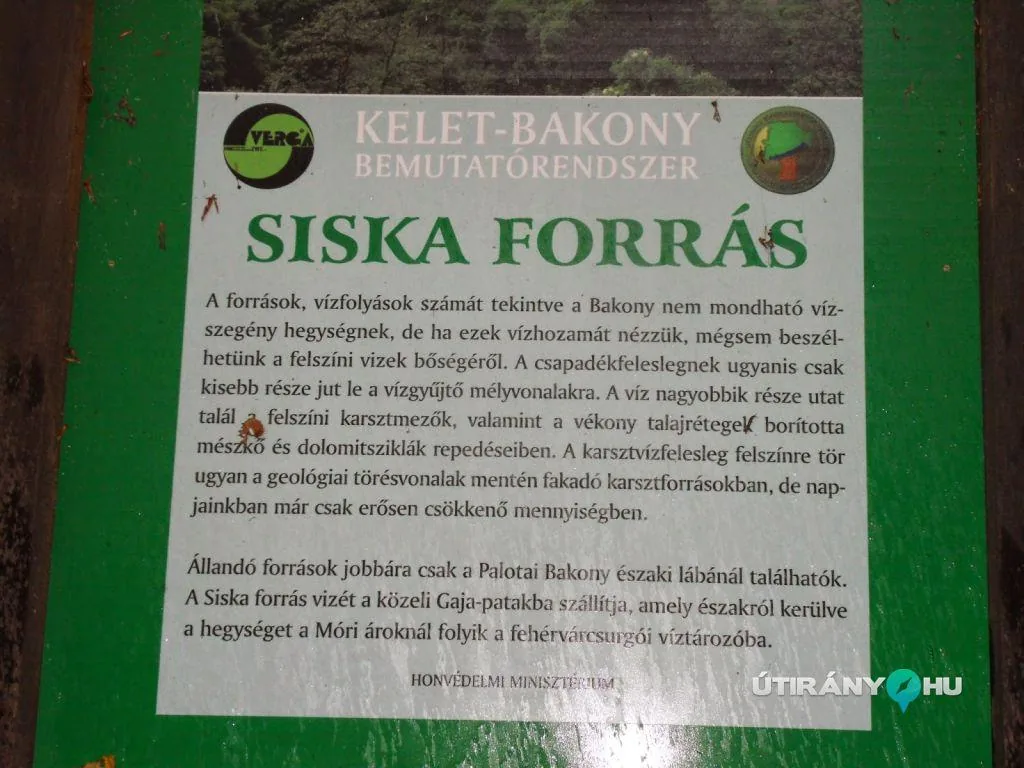 VERGA
KELET-BAKONY
BEMUTATÓRENDSZER
SISKA FORRÁS
A források, vízfolyások számát tekintve a Bakony nem mondható víz-
szegény hegységnek, de ha ezek vízhozamát nézzük, mégsem beszél-
hetünk a felszíni vizek bőségéről. A csapadékfeleslegnek ugyanis csak
kisebb része jut le a vízgyűjtő mélyvonalakra. A víz nagyobbik része utat
talál a felszíni karsztmezők, valamint a vékony talajrétegek borította
mészkő és dolomitsziklák repedéseiben. A karsztvízfelesleg felszínre tör
ugyan a geológiai törésvonalak mentén fakadó karsztforrásokban, de nap-
jainkban már csak erősen csökkenő mennyiségben.
Állandó források jobbára csak a Palotai Bakony északi lábánál találhatók.
A Siska forrás vizét a közeli Gaja-patakba szállítja, amely északról kerülve
a hegységet a Móri ároknál folyik a fehérvárcsurgói víztározóba.
HONVÉDELMI MINISZTÉRIUM
ÚTIRÁNY HU